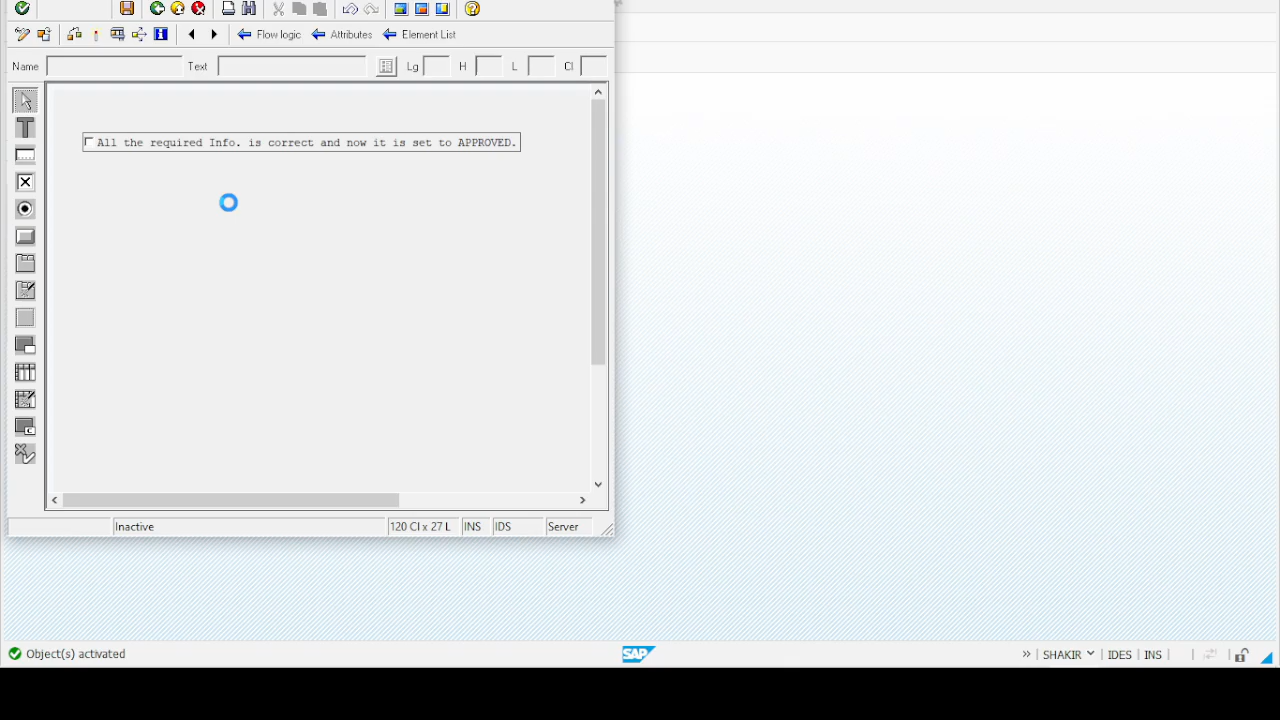 Flow logic Attributes Element List
Name Text Lg H L Cl
All the required Info. is correct and now it is set to APPROVED.
Inactive 120 Cl x 27 L INS IDS Server
Object(s) activated SAP SHAKIR IDES INS